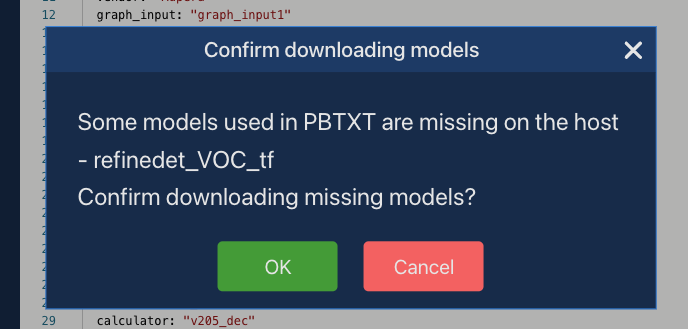 12 graph_input: "graph_input1"
Confirm downloading models
Some models used in PBTXT are missing on the host
- refinedet_VOC_tf
Confirm downloading missing models?
OK Cancel
29 calculator: "v205_dec"